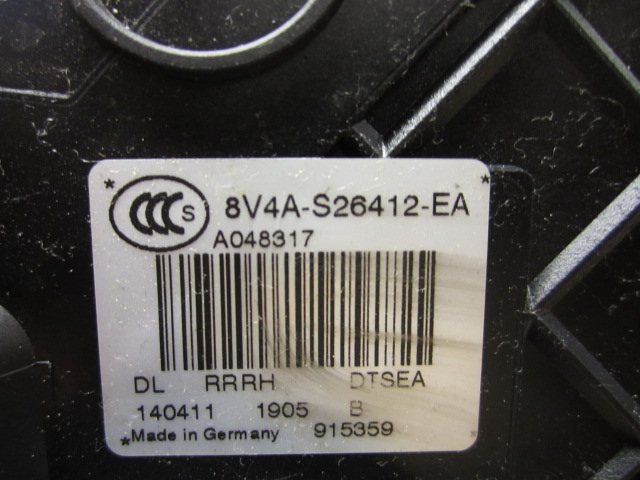 CCC S 8V4A-S26412-EA
A048317
DL RRRH DTSEA
140411 1905 B
*Made in Germany 915359